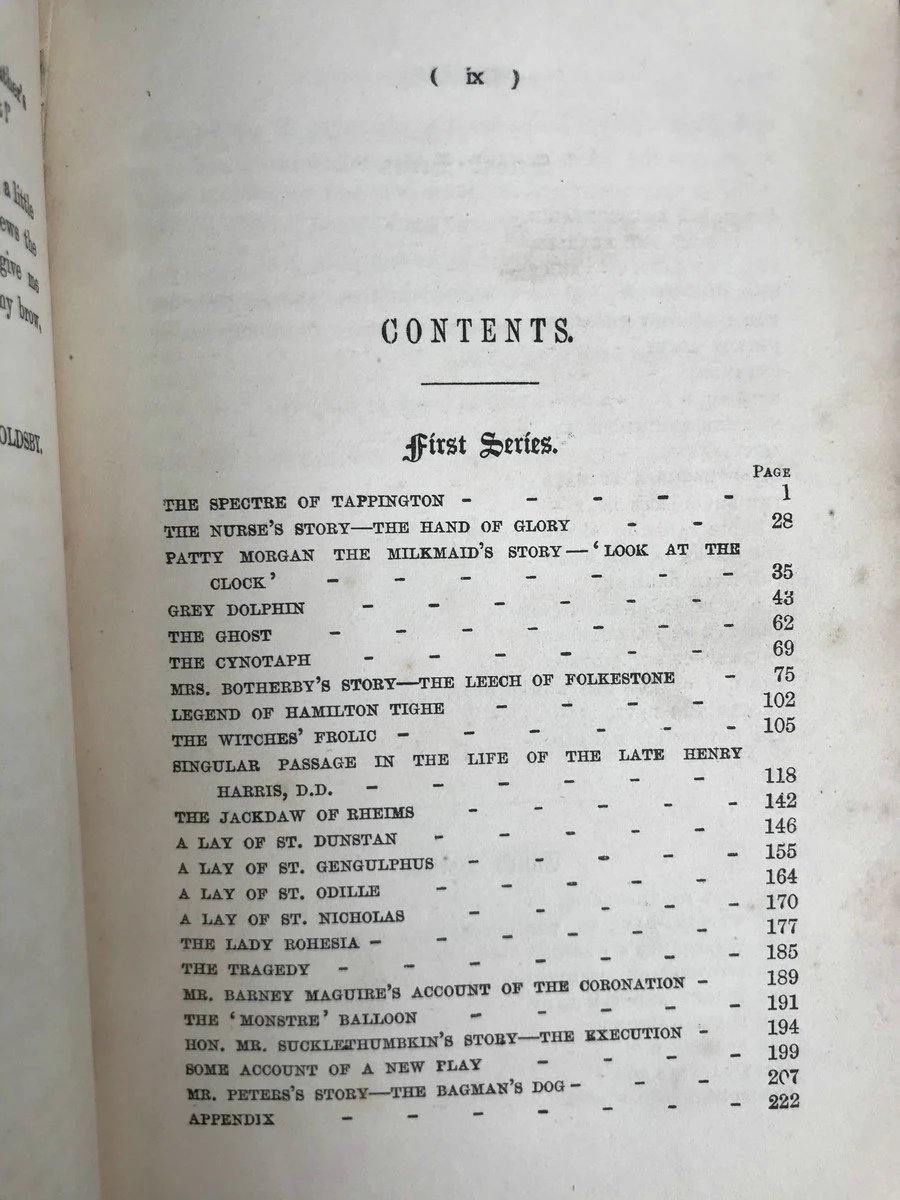 a little
the
give me
brow,
( ix )
CONTENTS.
First Series.
PAGE
THE SPECTRE OF TAPPINGTON - - - - - 1
THE NURSE'S STORY—THE HAND OF GLORY - - 28
PATTY MORGAN THE MILKMAID'S STORY—‘LOOK AT THE
CLOCK’ - - - - - - - 35
GREY DOLPHIN - - - - - - 43
THE GHOST - - - - - - - 62
THE CYNOTAPH - - - - - - 69
MRS. BOTHERBY'S STORY—THE LEECH OF FOLKESTONE - 75
LEGEND OF HAMILTON TIGHE - - - - 102
THE WITCHES' FROLIC - - - - - - 105
SINGULAR PASSAGE IN THE LIFE OF THE LATE HENRY
HARRIS, D.D. - - - - - - 118
THE JACKDAW OF RHEIMS - - - - - 142
A LAY OF ST. DUNSTAN - - - - - 146
A LAY OF ST. GENGULPHUS - - - - - 155
A LAY OF ST. ODILLE - - - - - 164
A LAY OF ST. NICHOLAS - - - - - 170
THE LADY ROHESIA - - - - - - 177
THE TRAGEDY - - - - - - - 185
MR. BARNEY MAGUIRE'S ACCOUNT OF THE CORONATION - 189
THE ‘MONSTRE’ BALLOON - - - - - 191
HON. MR. SUCKLETHUMBKIN'S STORY—THE EXECUTION - 194
SOME ACCOUNT OF A NEW PLAY - - - - 199
MR. PETERS'S STORY—THE BAGMAN'S DOG - - - 207
APPENDIX - - - - - - - 222